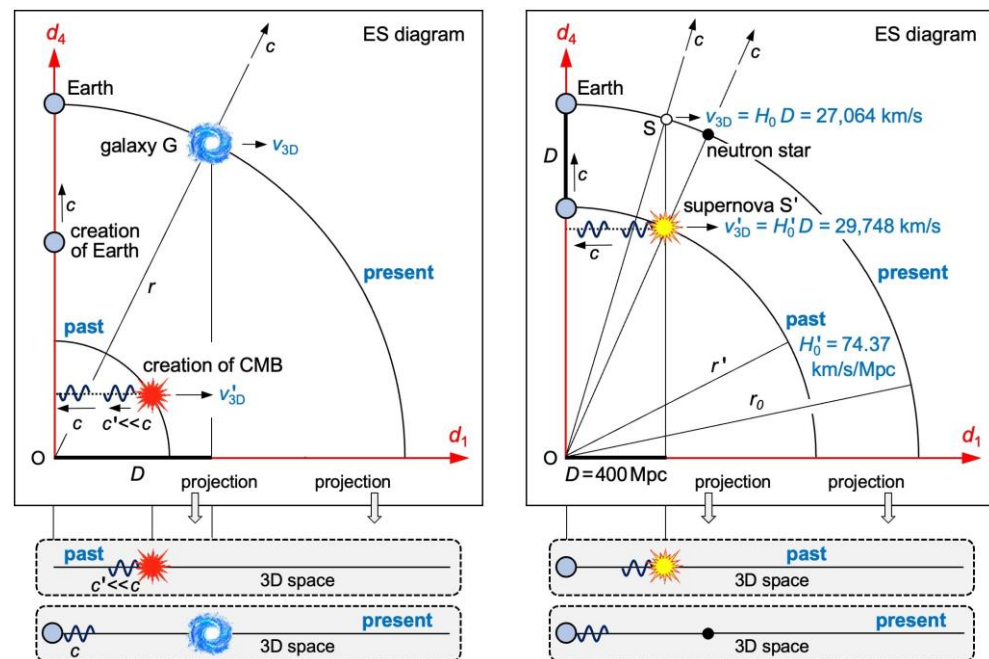 ES diagram
d4
c
Earth
galaxy G
v3D
c
creation
of Earth
r
present
past
creation of CMB
v'3D
c
c'<<c
O
d1
D
projection
projection
past
c'<<c
3D space
present
c
3D space
ES diagram
d4
c
c
Earth
S
v3D = H0 D = 27,064 km/s
neutron star
D
c
supernova S'
v'3D = H'0 D = 29,748 km/s
c
present
past
H'0 = 74.37
km/s/Mpc
r'
r0
O
d1
D = 400 Mpc
projection
projection
past
3D space
present
3D space